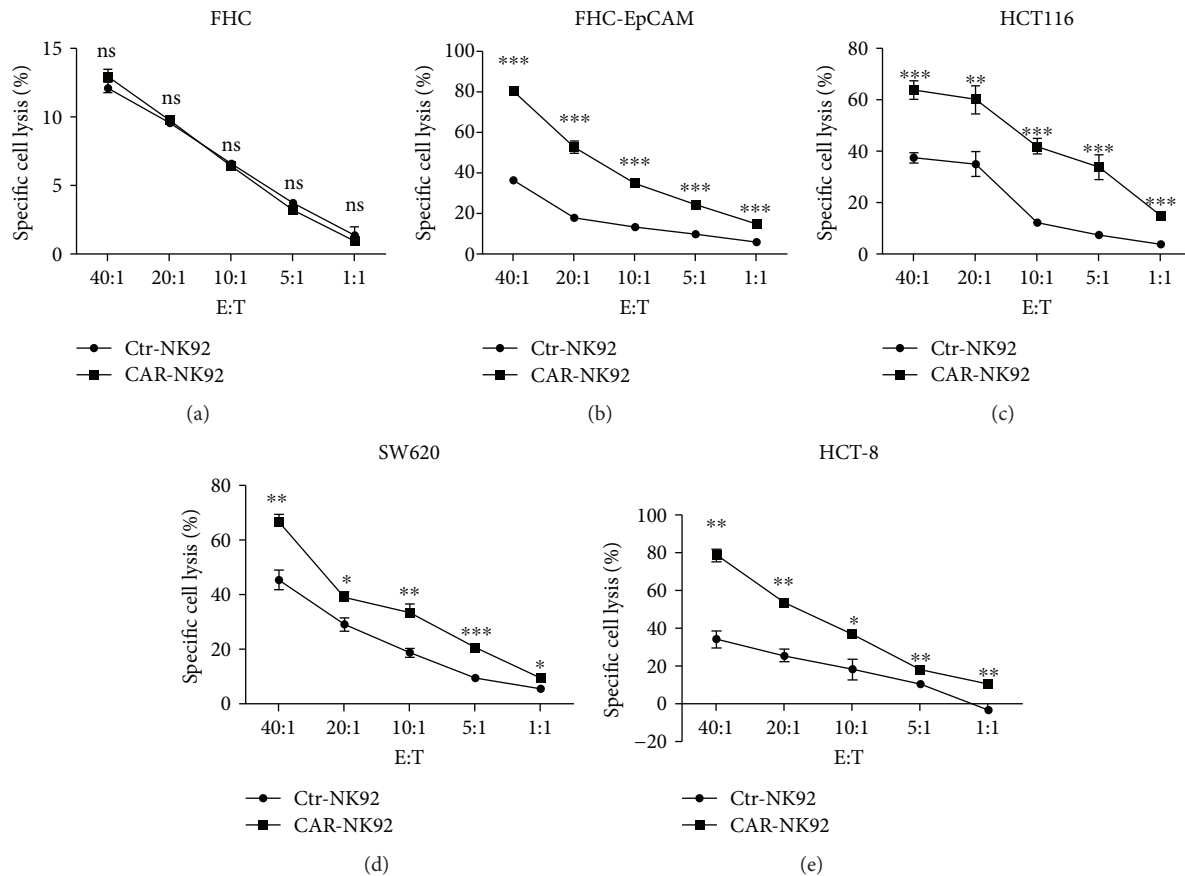 FHC
Specific cell lysis (%)
15
10
5
0
ns
ns
ns
ns
ns
40:1 20:1 10:1 5:1 1:1
E:T
Ctr-NK92
CAR-NK92
(a)
FHC-EpCAM
Specific cell lysis (%)
100
80
60
40
20
0
***
***
***
***
***
40:1 20:1 10:1 5:1 1:1
E:T
Ctr-NK92
CAR-NK92
(b)
HCT116
Specific cell lysis (%)
80
60
40
20
0
***
**
***
***
***
40:1 20:1 10:1 5:1 1:1
E:T
Ctr-NK92
CAR-NK92
(c)
SW620
Specific cell lysis (%)
80
60
40
20
0
**
*
**
***
*
40:1 20:1 10:1 5:1 1:1
E:T
Ctr-NK92
CAR-NK92
(d)
HCT-8
Specific cell lysis (%)
100
80
60
40
20
0
−20
**
**
*
**
**
40:1 20:1 10:1 5:1 1:1
E:T
Ctr-NK92
CAR-NK92
(e)